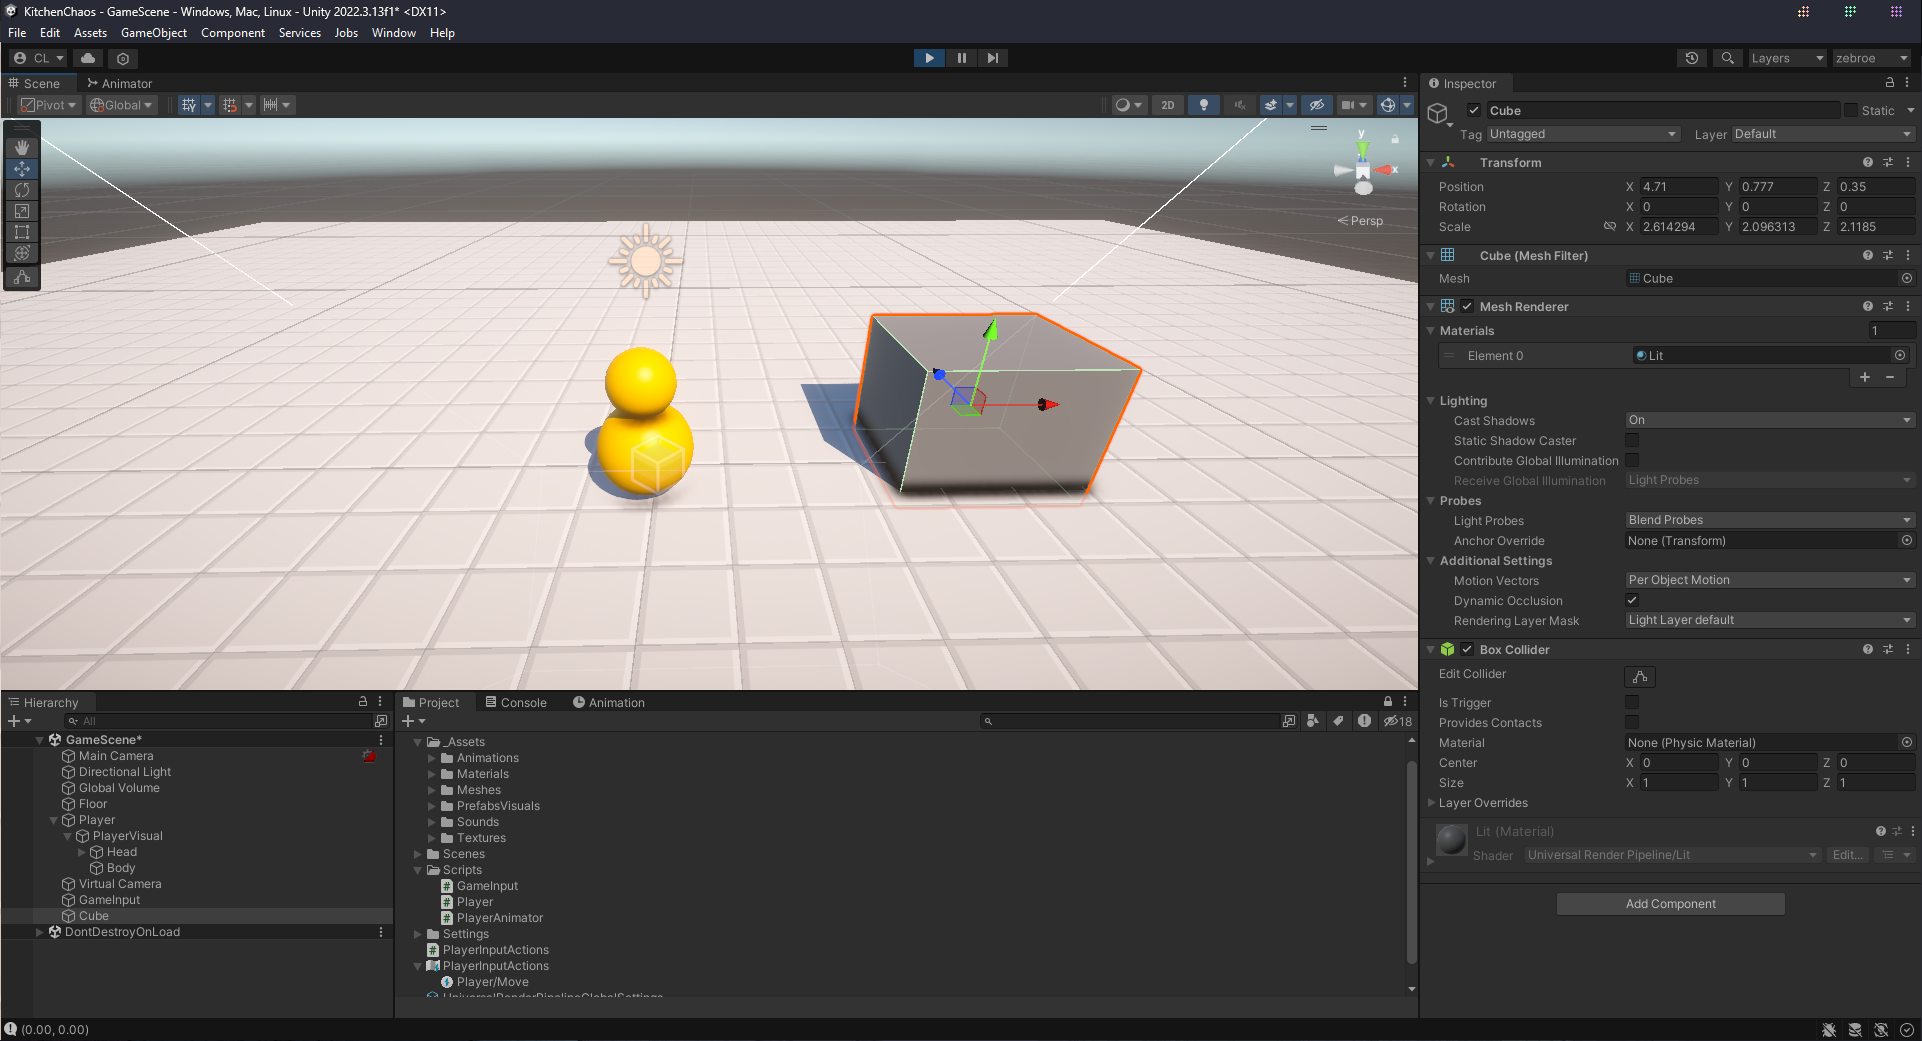 KitchenChaos - GameScene - Windows, Mac, Linux - Unity 2022.3.13f1* <DX11>
File Edit Assets GameObject Component Services Jobs Window Help
CL
Layers
zebroe
Scene
Animator
Pivot
Global
2D
y
x
Persp
Inspector
Cube
Static
Tag Untagged Layer Default
Transform
Position X 4.71 Y 0.777 Z 0.35
Rotation X 0 Y 0 Z 0
Scale X 2.614294 Y 2.096313 Z 2.1185
Cube (Mesh Filter)
Mesh Cube
Mesh Renderer
Materials 1
Element 0 Lit
Lighting
Cast Shadows On
Static Shadow Caster
Contribute Global Illumination
Receive Global Illumination Light Probes
Probes
Light Probes Blend Probes
Anchor Override None (Transform)
Additional Settings
Motion Vectors Per Object Motion
Dynamic Occlusion
Rendering Layer Mask Light Layer default
Box Collider
Edit Collider
Is Trigger
Provides Contacts
Material None (Physic Material)
Center X 0 Y 0 Z 0
Size X 1 Y 1 Z 1
Layer Overrides
Lit (Material)
Shader Universal Render Pipeline/Lit Edit...
Add Component
Hierarchy
All
GameScene*
Main Camera
Directional Light
Global Volume
Floor
Player
PlayerVisual
Head
Body
Virtual Camera
GameInput
Cube
DontDestroyOnLoad
Project Console Animation
18
_Assets
Animations
Materials
Meshes
PrefabsVisuals
Sounds
Textures
Scenes
Scripts
GameInput
Player
PlayerAnimator
Settings
PlayerInputActions
PlayerInputActions
Player/Move
UniversalRenderPipelineGlobalSettings
(0.00, 0.00)